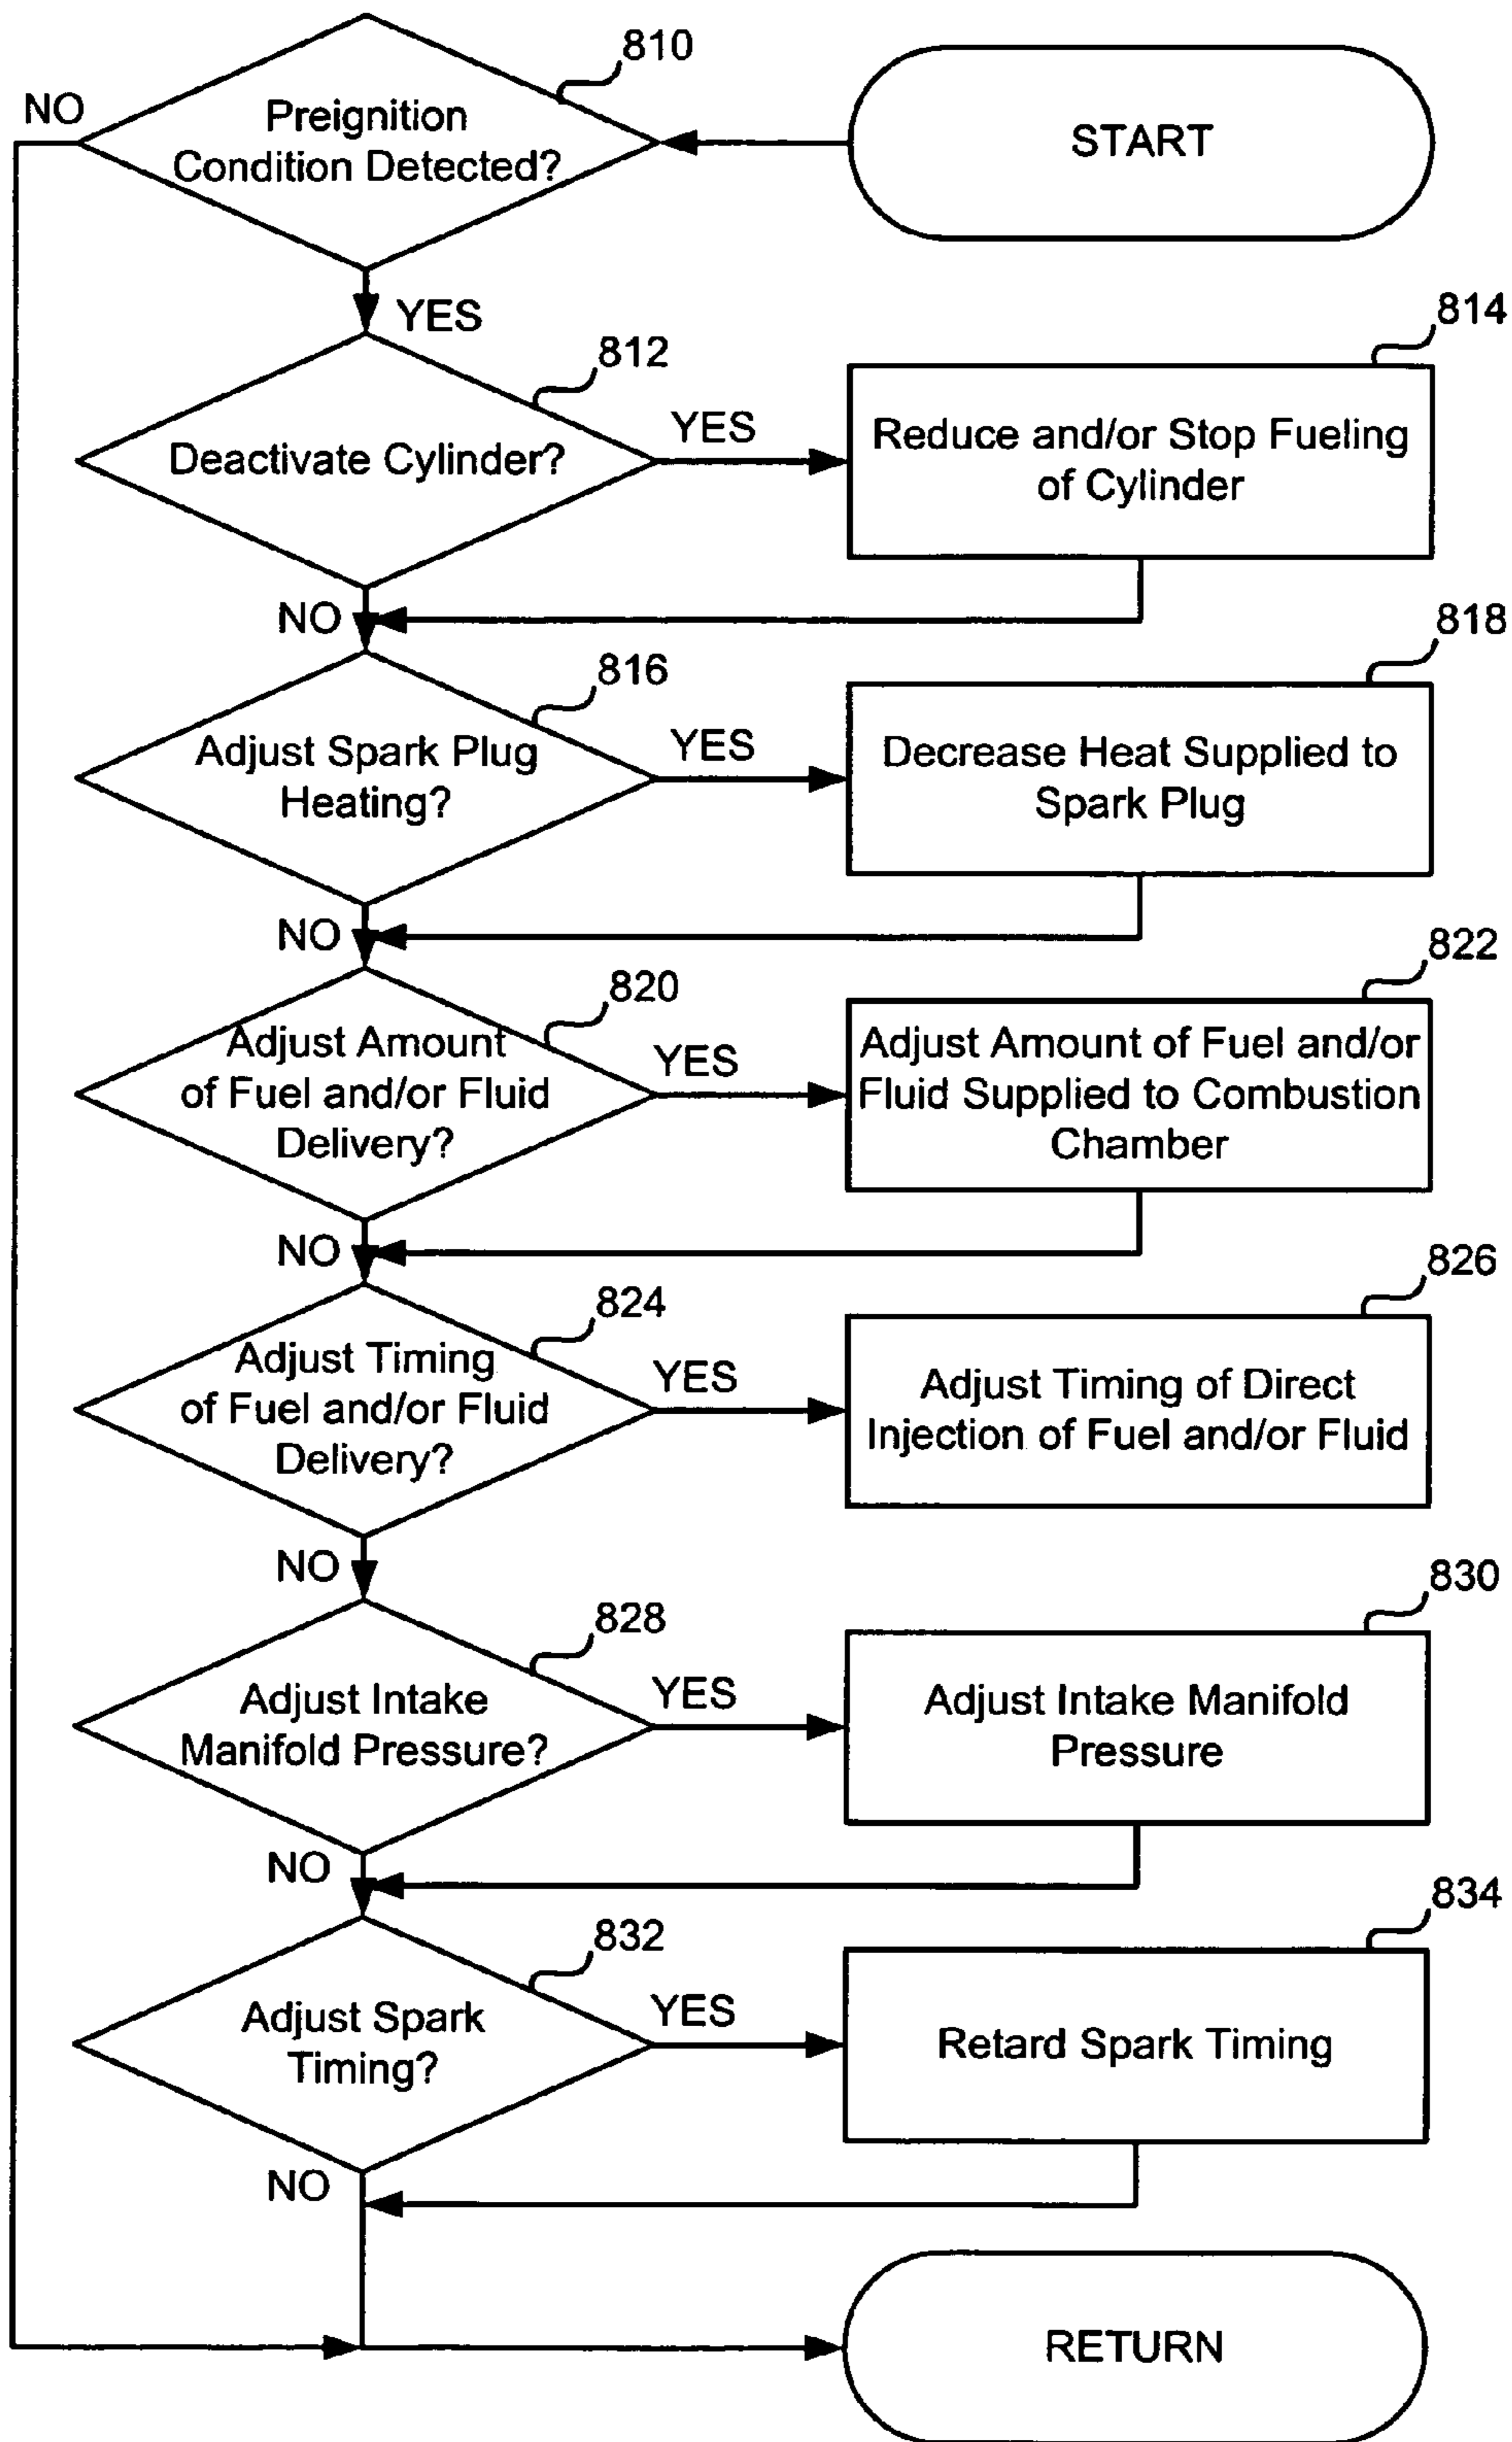 810
NO
Preignition
Condition Detected?
START
YES
812
814
Deactivate Cylinder?
YES
Reduce and/or Stop Fueling
of Cylinder
NO
816
818
Adjust Spark Plug
Heating?
YES
Decrease Heat Supplied to
Spark Plug
NO
820
822
Adjust Amount
of Fuel and/or Fluid
Delivery?
YES
Adjust Amount of Fuel and/or
Fluid Supplied to Combustion
Chamber
NO
824
826
Adjust Timing
of Fuel and/or Fluid
Delivery?
YES
Adjust Timing of Direct
Injection of Fuel and/or Fluid
NO
828
830
Adjust Intake
Manifold Pressure?
YES
Adjust Intake Manifold
Pressure
NO
832
834
Adjust Spark
Timing?
YES
Retard Spark Timing
NO
RETURN